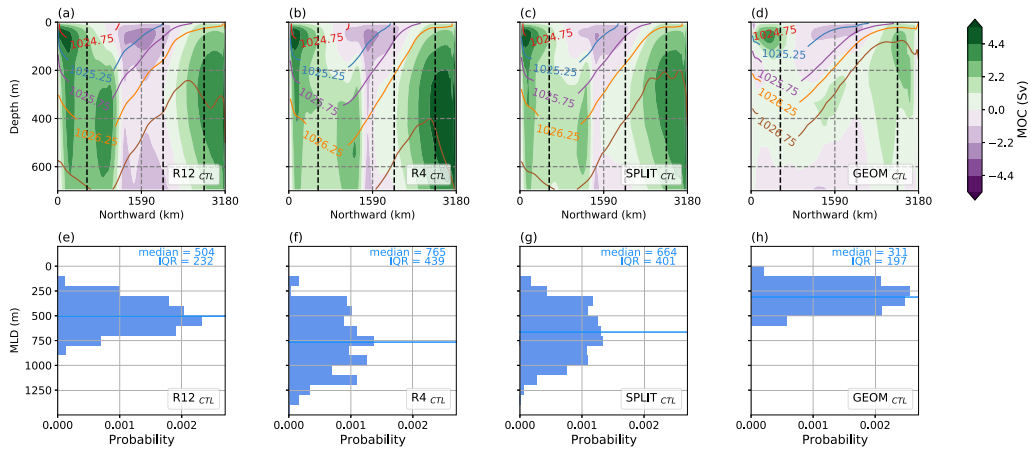 (a) (b) (c) (d)
0
200
400
600
Depth (m)
1024.75 1024.75 1024.75 1024.75
1025.25 1025.25 1025.25 1025.25
1025.75 1025.75 1025.75 1025.75
1026.25 1026.25 1026.25 1026.25
1026.75
R12 CTL R4 CTL SPLIT CTL GEOM CTL
0 1590 3180 0 1590 3180 0 1590 3180 0 1590 3180
Northward (km) Northward (km) Northward (km) Northward (km)
4,4
2.2
0.0
−2,2
−4,4
MOC (Sv)
(e) (f) (g) (h)
median = 504 median = 765 median = 664 median = 311
IQR = 232 IQR = 439 IQR = 401 IQR = 197
0
250
500
750
1000
1250
MLD (m)
R12 CTL R4 CTL SPLIT CTL GEOM CTL
0.000 0.001 0.002 0.000 0.001 0.002 0.000 0.001 0.002 0.000 0.001 0.002
Probability Probability Probability Probability